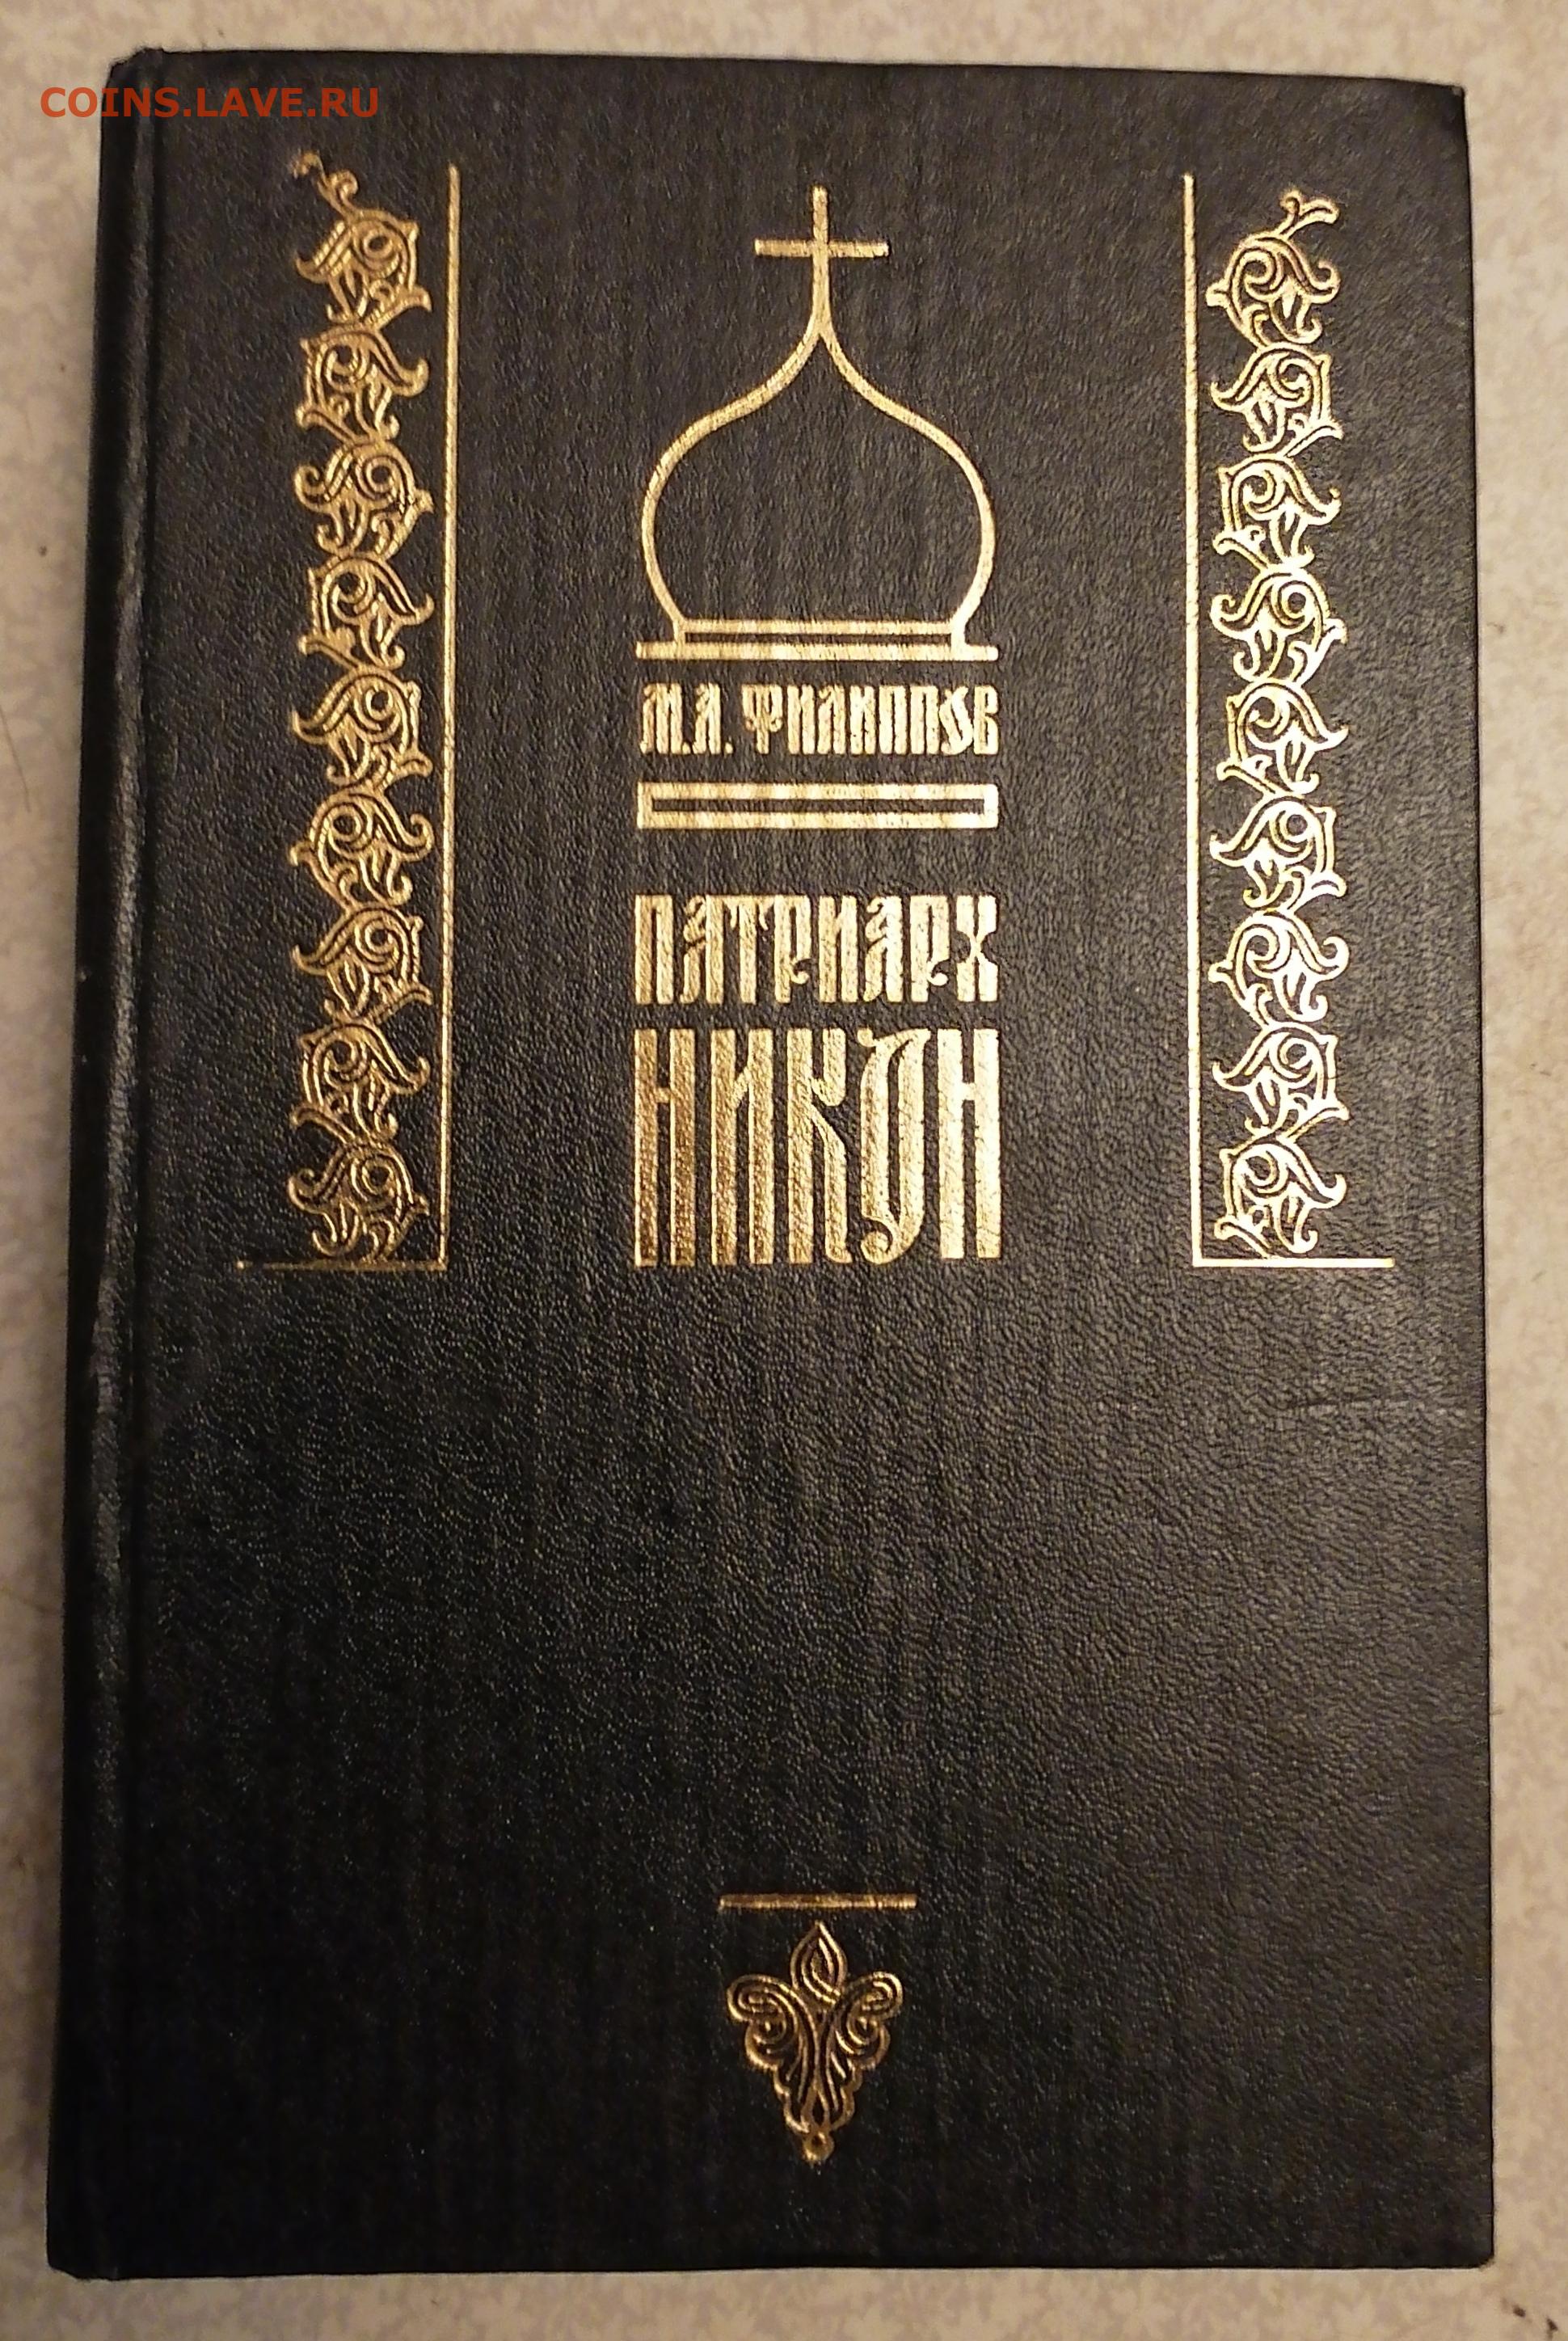 COINS.LAVE.RU
М.А. ФИЛИППОВ
ПАТРИАРХ
НИКОН